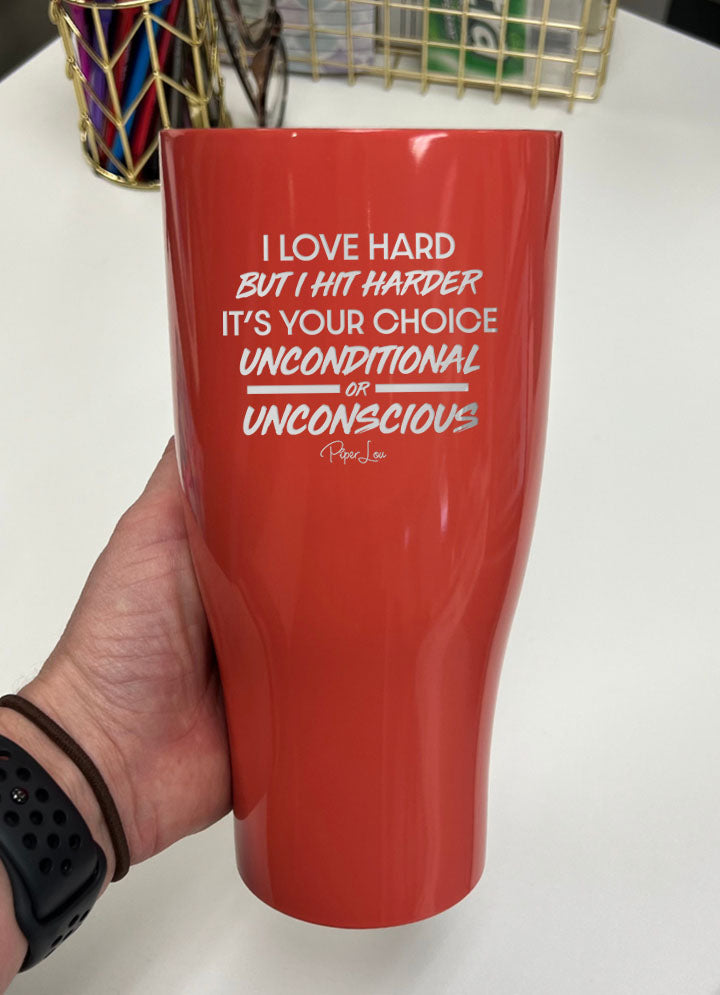 I LOVE HARD
BUT I HIT HARDER
IT'S YOUR CHOICE
UNCONDITIONAL
OR
UNCONSCIOUS
Piper Lou